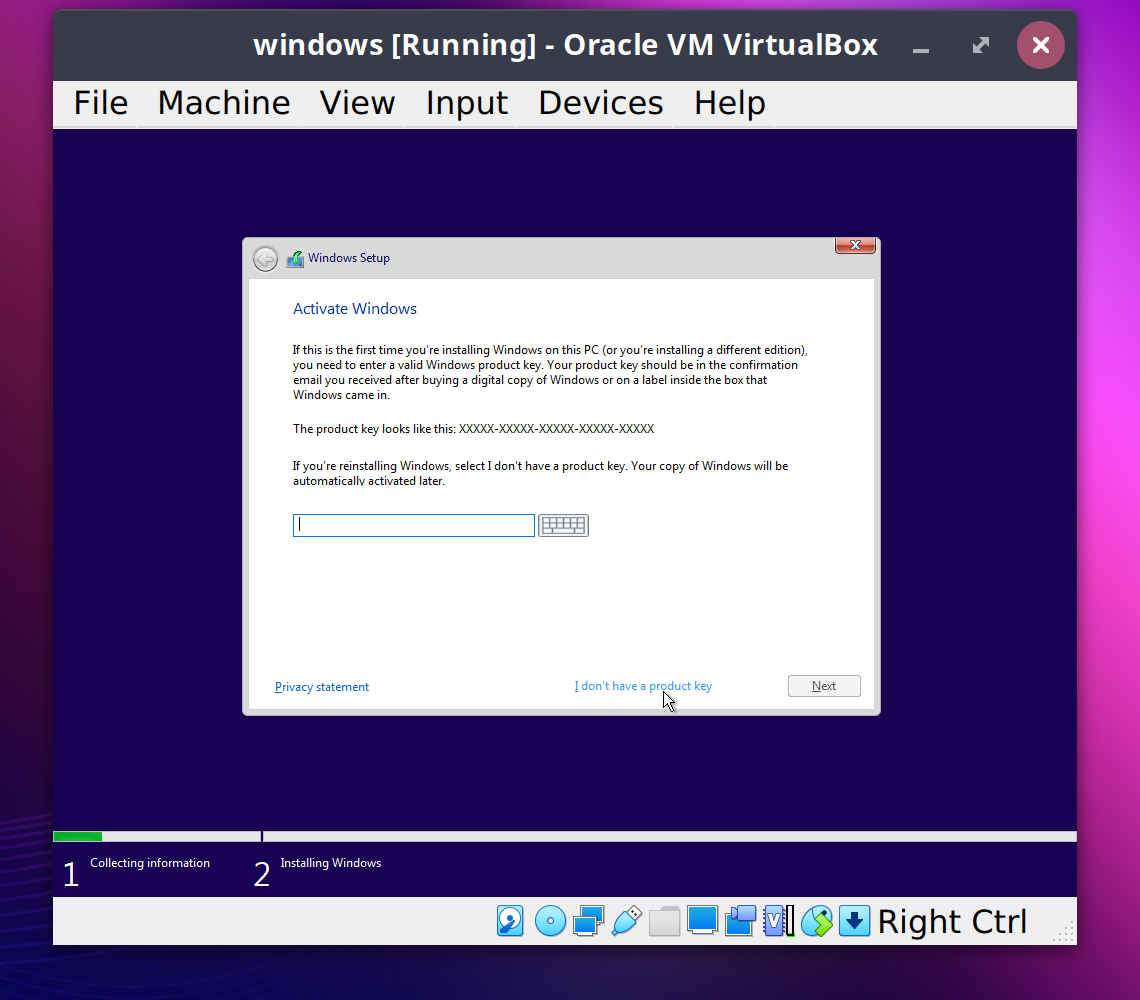 windows [Running] - Oracle VM VirtualBox
File Machine View Input Devices Help
Windows Setup
Activate Windows
If this is the first time you're installing Windows on this PC (or you're installing a different edition),
you need to enter a valid Windows product key. Your product key should be in the confirmation
email you received after buying a digital copy of Windows or on a label inside the box that
Windows came in.
The product key looks like this: XXXXX-XXXXX-XXXXX-XXXXX-XXXXX
If you're reinstalling Windows, select I don't have a product key. Your copy of Windows will be
automatically activated later.
Privacy statement
I don't have a product key
Next
1 Collecting information
2 Installing Windows
V
Right Ctrl